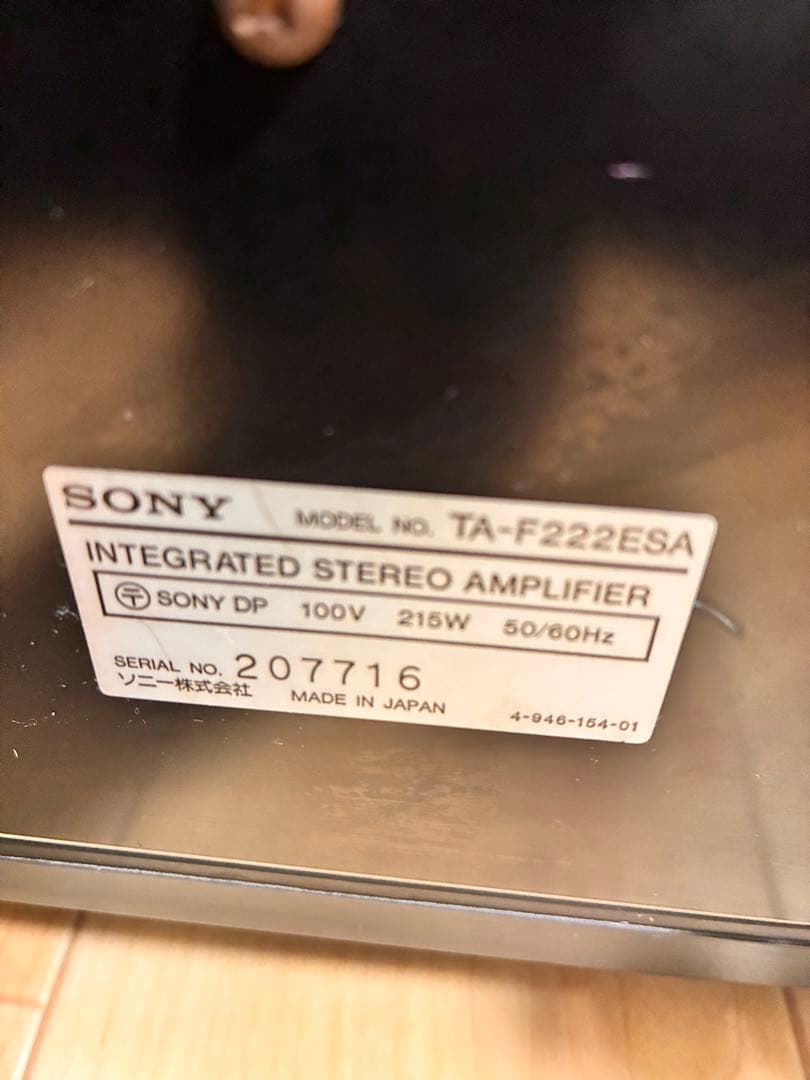 SONY MODEL NO. TA-F222ESA
INTEGRATED STEREO AMPLIFIER
〒 SONY DP 100V 215W 50/60Hz
SERIAL NO. 207716
ソニー株式会社 MADE IN JAPAN 4-946-154-01